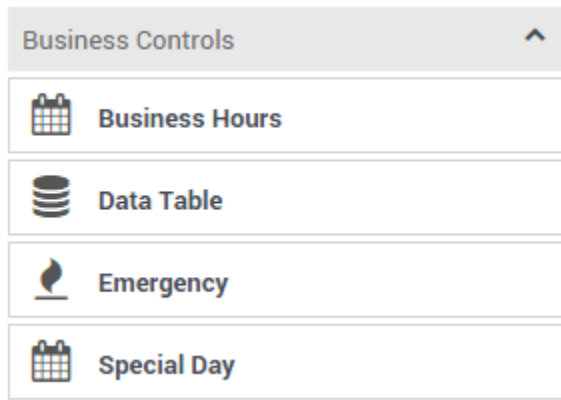 Business Controls
Business Hours
Data Table
Emergency
Special Day